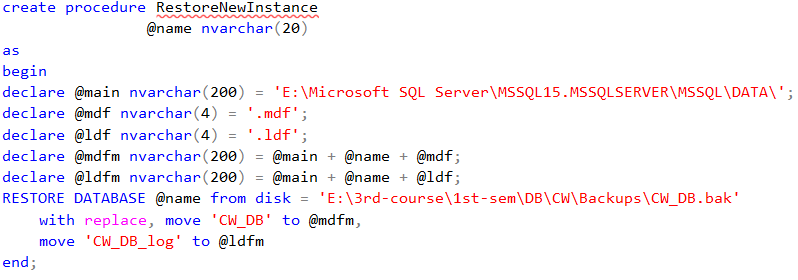 create procedure RestoreNewInstance
@name nvarchar(20)
as
begin
declare @main nvarchar(200) = 'E:\Microsoft SQL Server\MSSQL15.MSSQLSERVER\MSSQL\DATA\';
declare @mdf nvarchar(4) = '.mdf';
declare @ldf nvarchar(4) = '.ldf';
declare @mdfm nvarchar(200) = @main + @name + @mdf;
declare @ldfm nvarchar(200) = @main + @name + @ldf;
RESTORE DATABASE @name from disk = 'E:\3rd-course\1st-sem\DB\CW\Backups\CW_DB.bak'
with replace, move 'CW_DB' to @mdfm,
move 'CW_DB_log' to @ldfm
end;